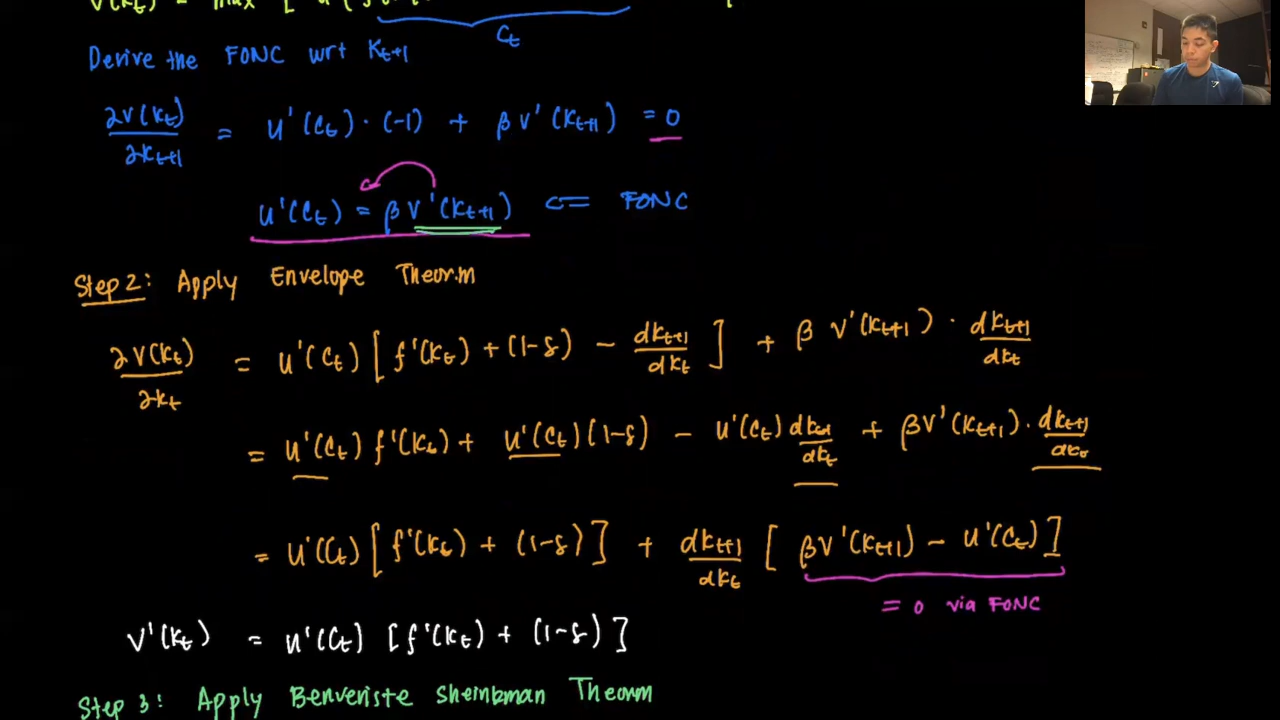 V(Kt) = max [ u(
Ct
Derive the FONC wrt Kt+1
∂V(Kt)/∂Kt+1 = u'(Ct)·(-1) + βV'(Kt+1) = 0
u'(Ct) = βV'(Kt+1) <= FONC
Step 2: Apply Envelope Theorem
∂V(Kt)/∂Kt = u'(Ct) [f'(Kt) + (1-δ) - dKt+1/dKt] + βV'(Kt+1) · dKt+1/dKt
= u'(Ct) f'(Kt) + u'(Ct)(1-δ) - u'(Ct) dKt+1/dKt + βV'(Kt+1) · dKt+1/dKt
= u'(Ct) [f'(Kt) + (1-δ)] + dKt+1/dKt [βV'(Kt+1) - u'(Ct)]
= 0 via FONC
V'(Kt) = u'(Ct) [f'(Kt) + (1-δ)]
Step 3: Apply Benveniste Sheinkman Theorem